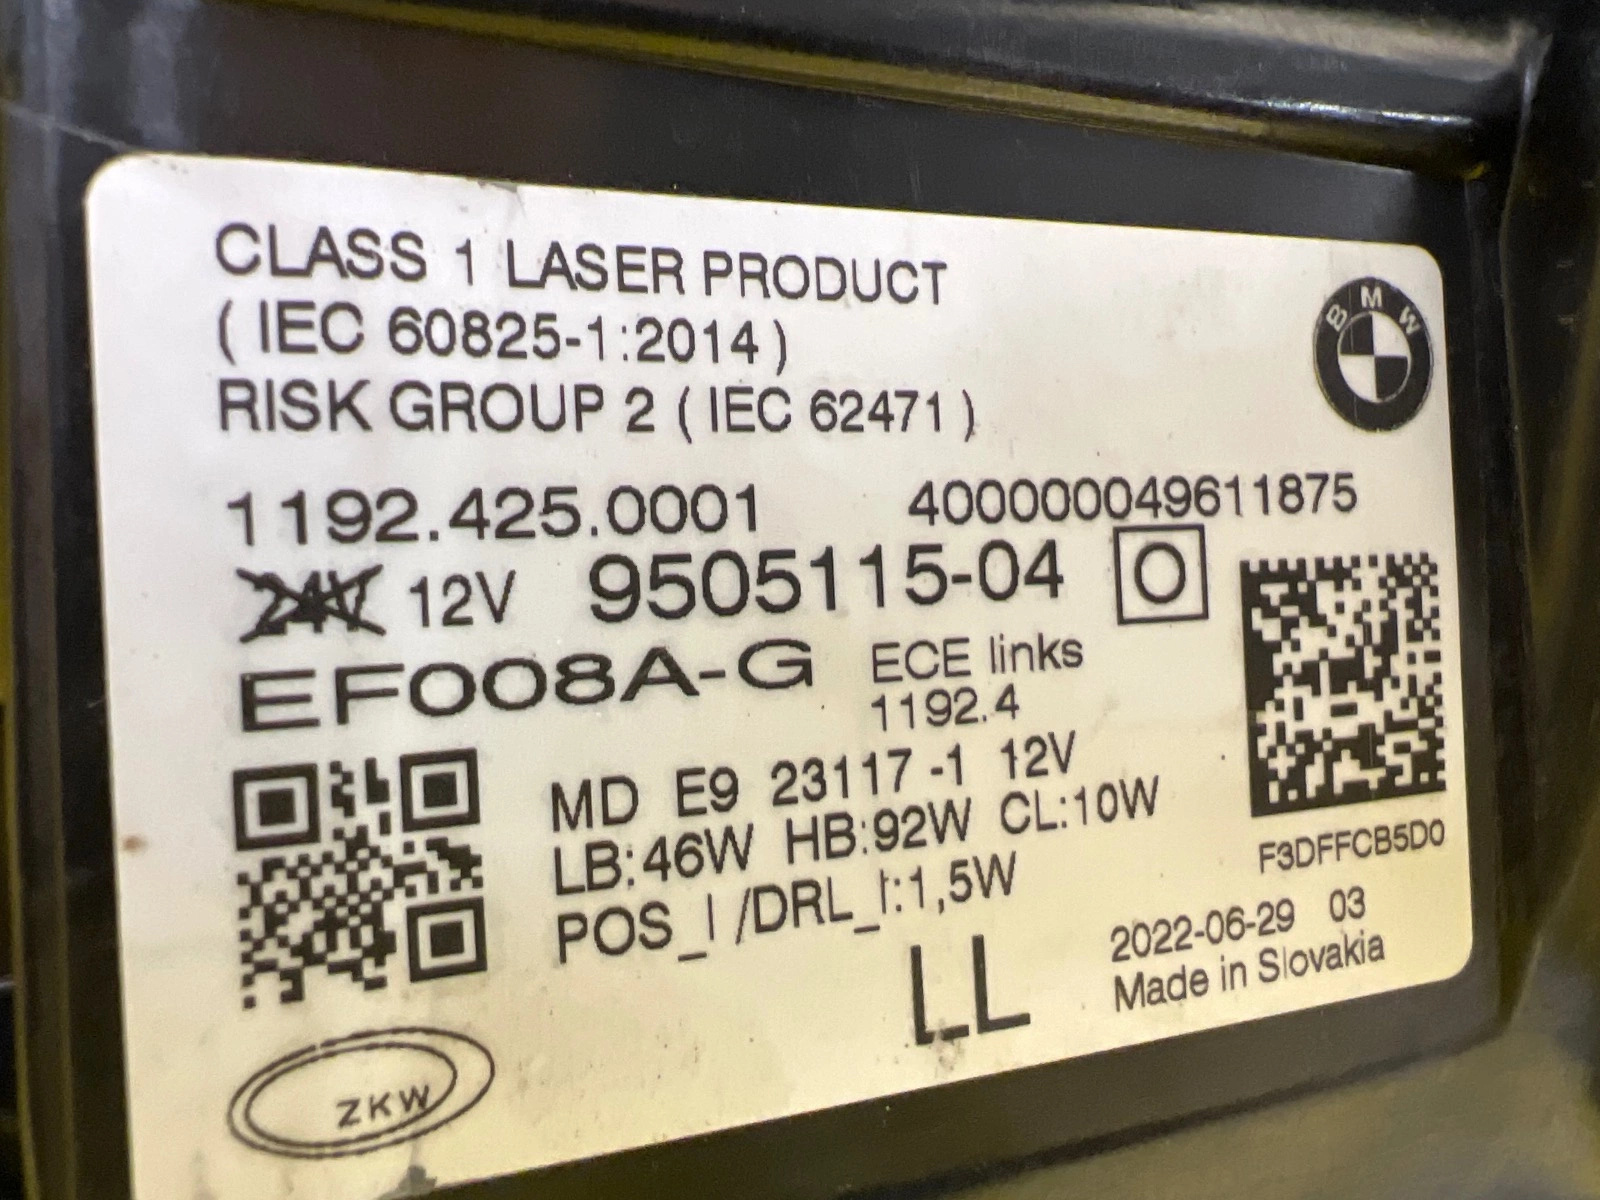 CLASS 1 LASER PRODUCT
( IEC 60825-1:2014 )
RISK GROUP 2 ( IEC 62471 )
BMW
1192.425.0001 400000049611875
24V 12V 9505115-04
EF008A-G ECE links
1192.4
MD E9 23117 -1 12V
LB:46W HB:92W CL:10W
POS_I /DRL_I:1,5W
F3DFFCB5D0
LL
2022-06-29 03
Made in Slovakia
ZKW